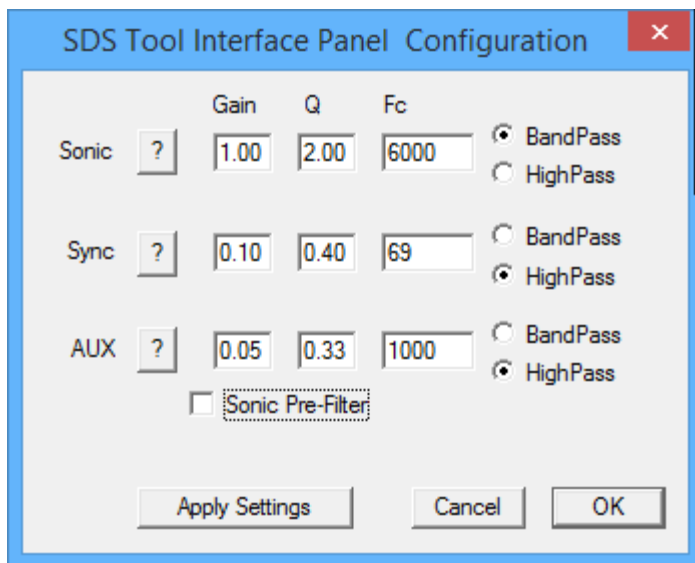 SDS Tool Interface Panel Configuration
Gain Q Fc
Sonic ? 1.00 2.00 6000 BandPass
HighPass
Sync ? 0.10 0.40 69 BandPass
HighPass
AUX ? 0.05 0.33 1000 BandPass
HighPass
Sonic Pre-Filter
Apply Settings Cancel OK